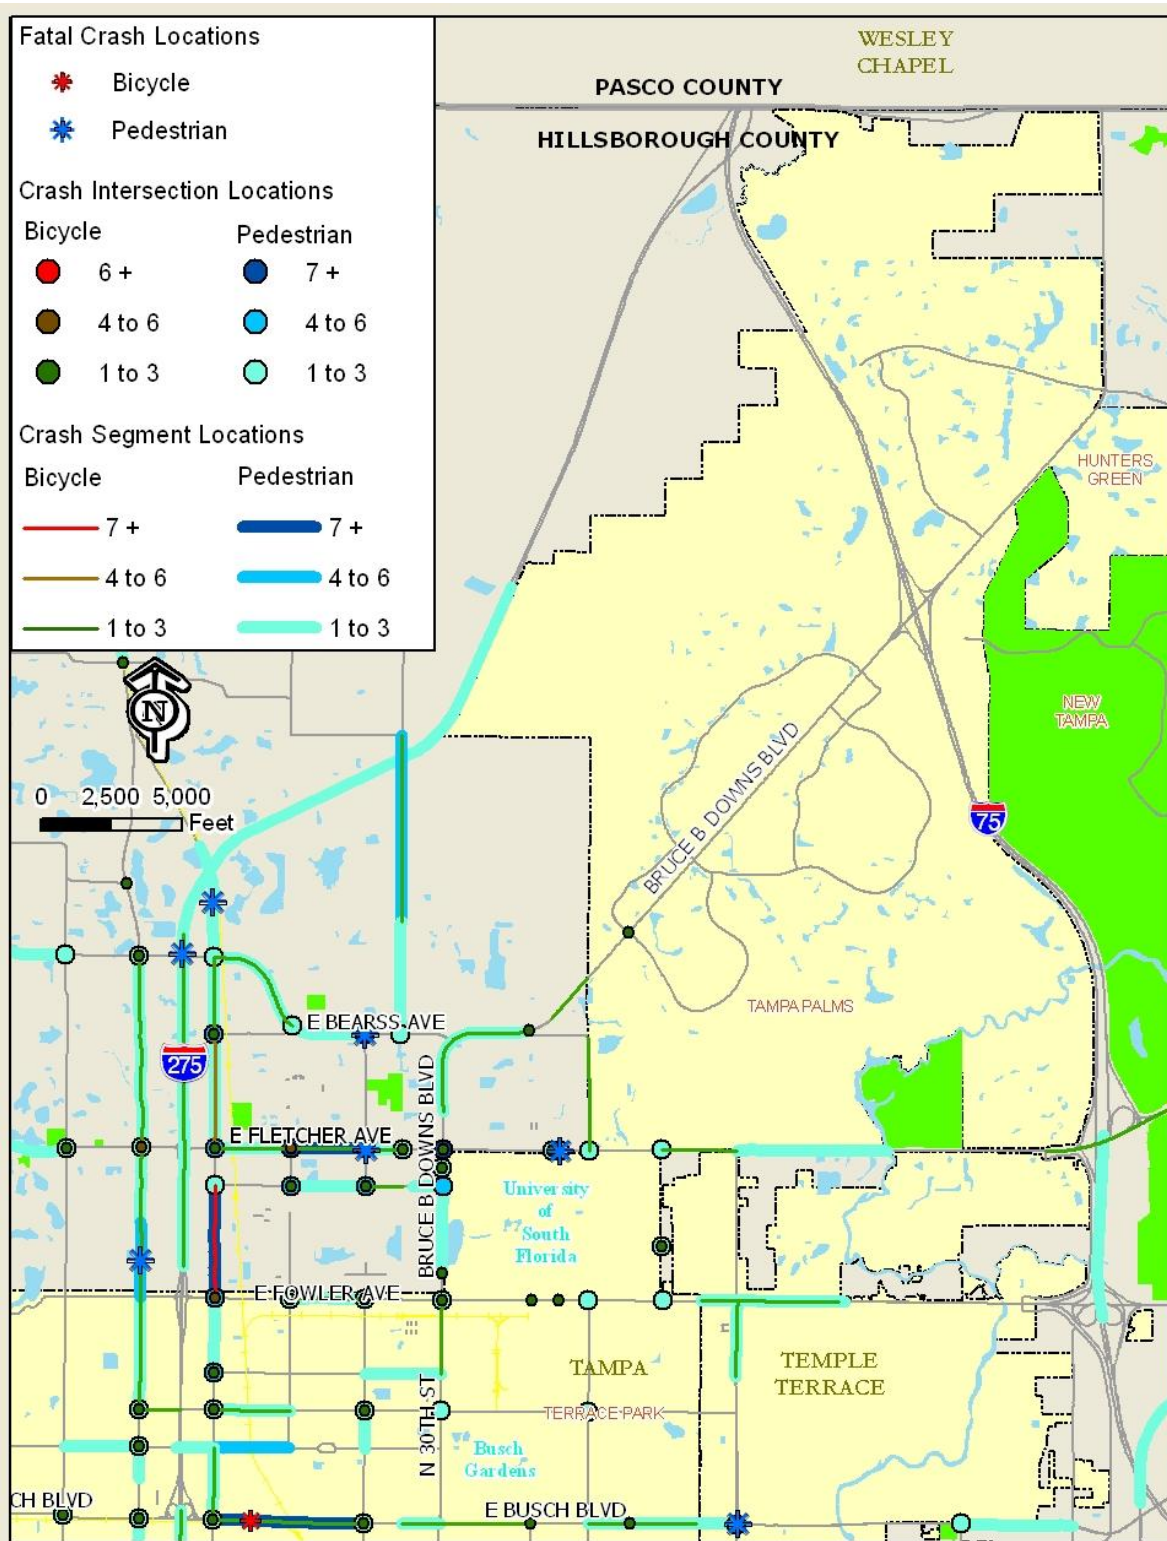 Fatal Crash Locations
Bicycle
Pedestrian
Crash Intersection Locations
Bicycle
Pedestrian
6 +
7 +
4 to 6
4 to 6
1 to 3
1 to 3
Crash Segment Locations
Bicycle
Pedestrian
7 +
7 +
4 to 6
4 to 6
1 to 3
1 to 3
WESLEY
CHAPEL
PASCO COUNTY
HILLSBOROUGH COUNTY
HUNTERS
GREEN
N
NEW
TAMPA
0 2,500 5,000
Feet
BRUCE B DOWNS BLVD
75
TAMPA PALMS
E BEARSS AVE
275
BRUCE B DOWNS BLVD
E FLETCHER AVE
University
of
South
Florida
E FOWLER AVE
TAMPA
TEMPLE
TERRACE
N 30TH ST
TERRACE PARK
Busch
Gardens
CH BLVD
E BUSCH BLVD